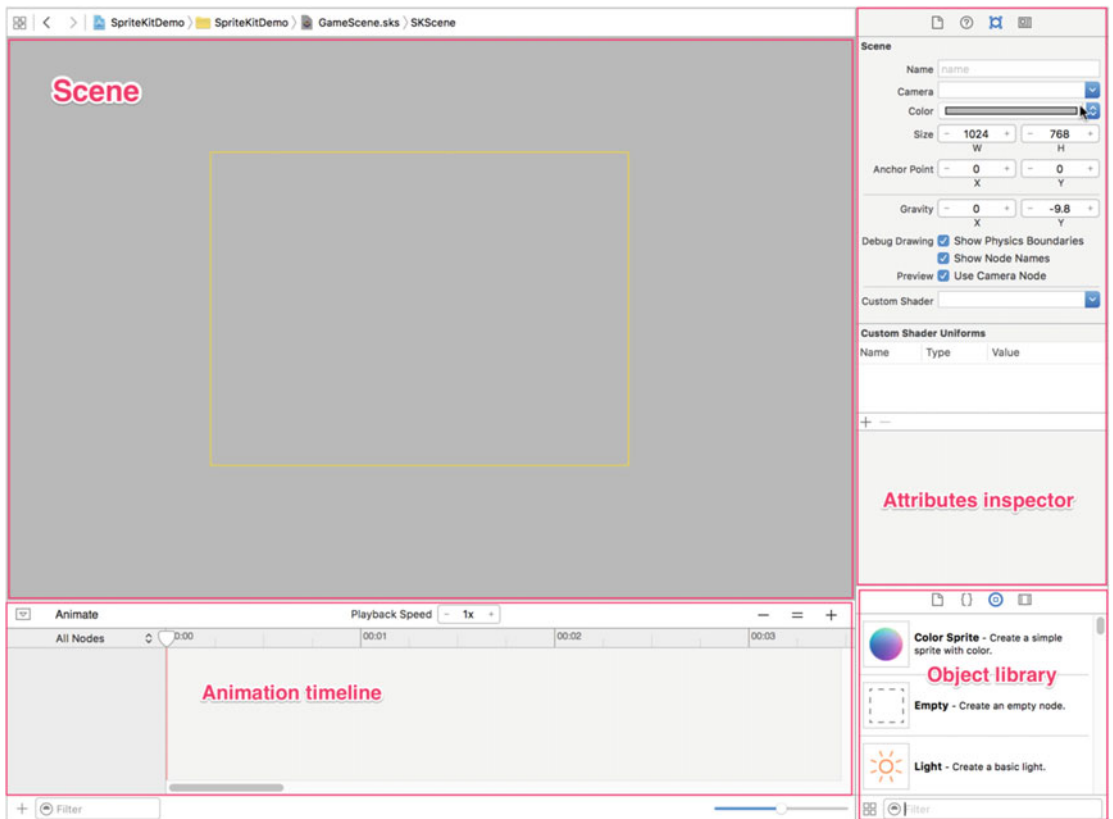 SpriteKitDemo SpriteKitDemo GameScene.sks SKScene
Scene
Scene
Name name
Camera
Color
Size - 1024 + - 768 +
W H
Anchor Point - 0 + - 0 +
X Y
Gravity - 0 + - -9.8 +
X Y
Debug Drawing Show Physics Boundaries
Show Node Names
Preview Use Camera Node
Custom Shader
Custom Shader Uniforms
Name Type Value
+ −
Attributes inspector
Animate Playback Speed - 1x + − = +
All Nodes 0:00 00:01 00:02 00:03
Animation timeline
+ Filter
Color Sprite - Create a simple
sprite with color.
Object library
Empty - Create an empty node.
Light - Create a basic light.
Filter